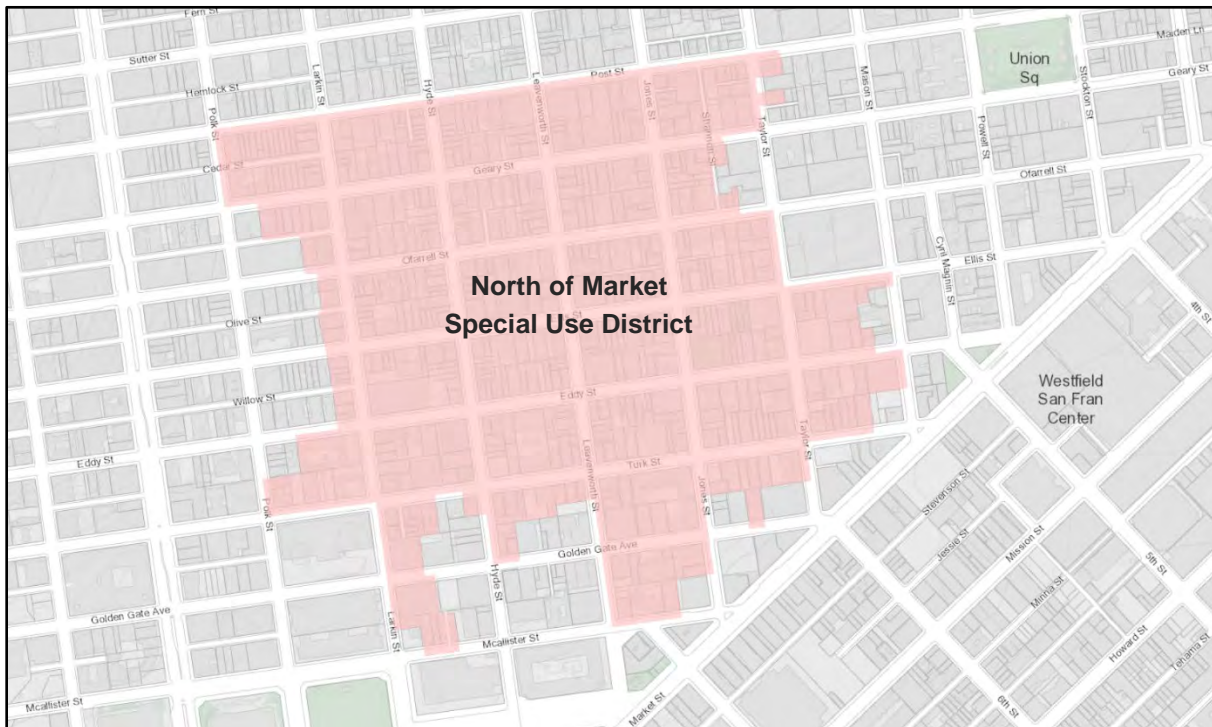 Fern St
Sutter St
Hemlock St
Post St
Larkin St
Hyde St
Leavenworth St
Jones St
Shannon St
Taylor St
Mason St
Powell St
Stockton St
Maiden Ln
Geary St
Union
Sq
Polk St
Cedar St
Geary St
Ofarrell St
Ofarrell St
Cyril Magnin St
Ellis St
4th St
North of Market
Special Use District
Olive St
Willow St
Eddy St
Eddy St
Westfield
San Fran
Center
Taylor St
Turk St
Leavenworth St
Jones St
Polk St
Stevenson St
Jessie St
Mission St
5th St
Golden Gate Ave
Hyde St
Minna St
Golden Gate Ave
Larkin St
Mcallister St
Howard St
Tehama St
Mcallister St
Market St
6th St